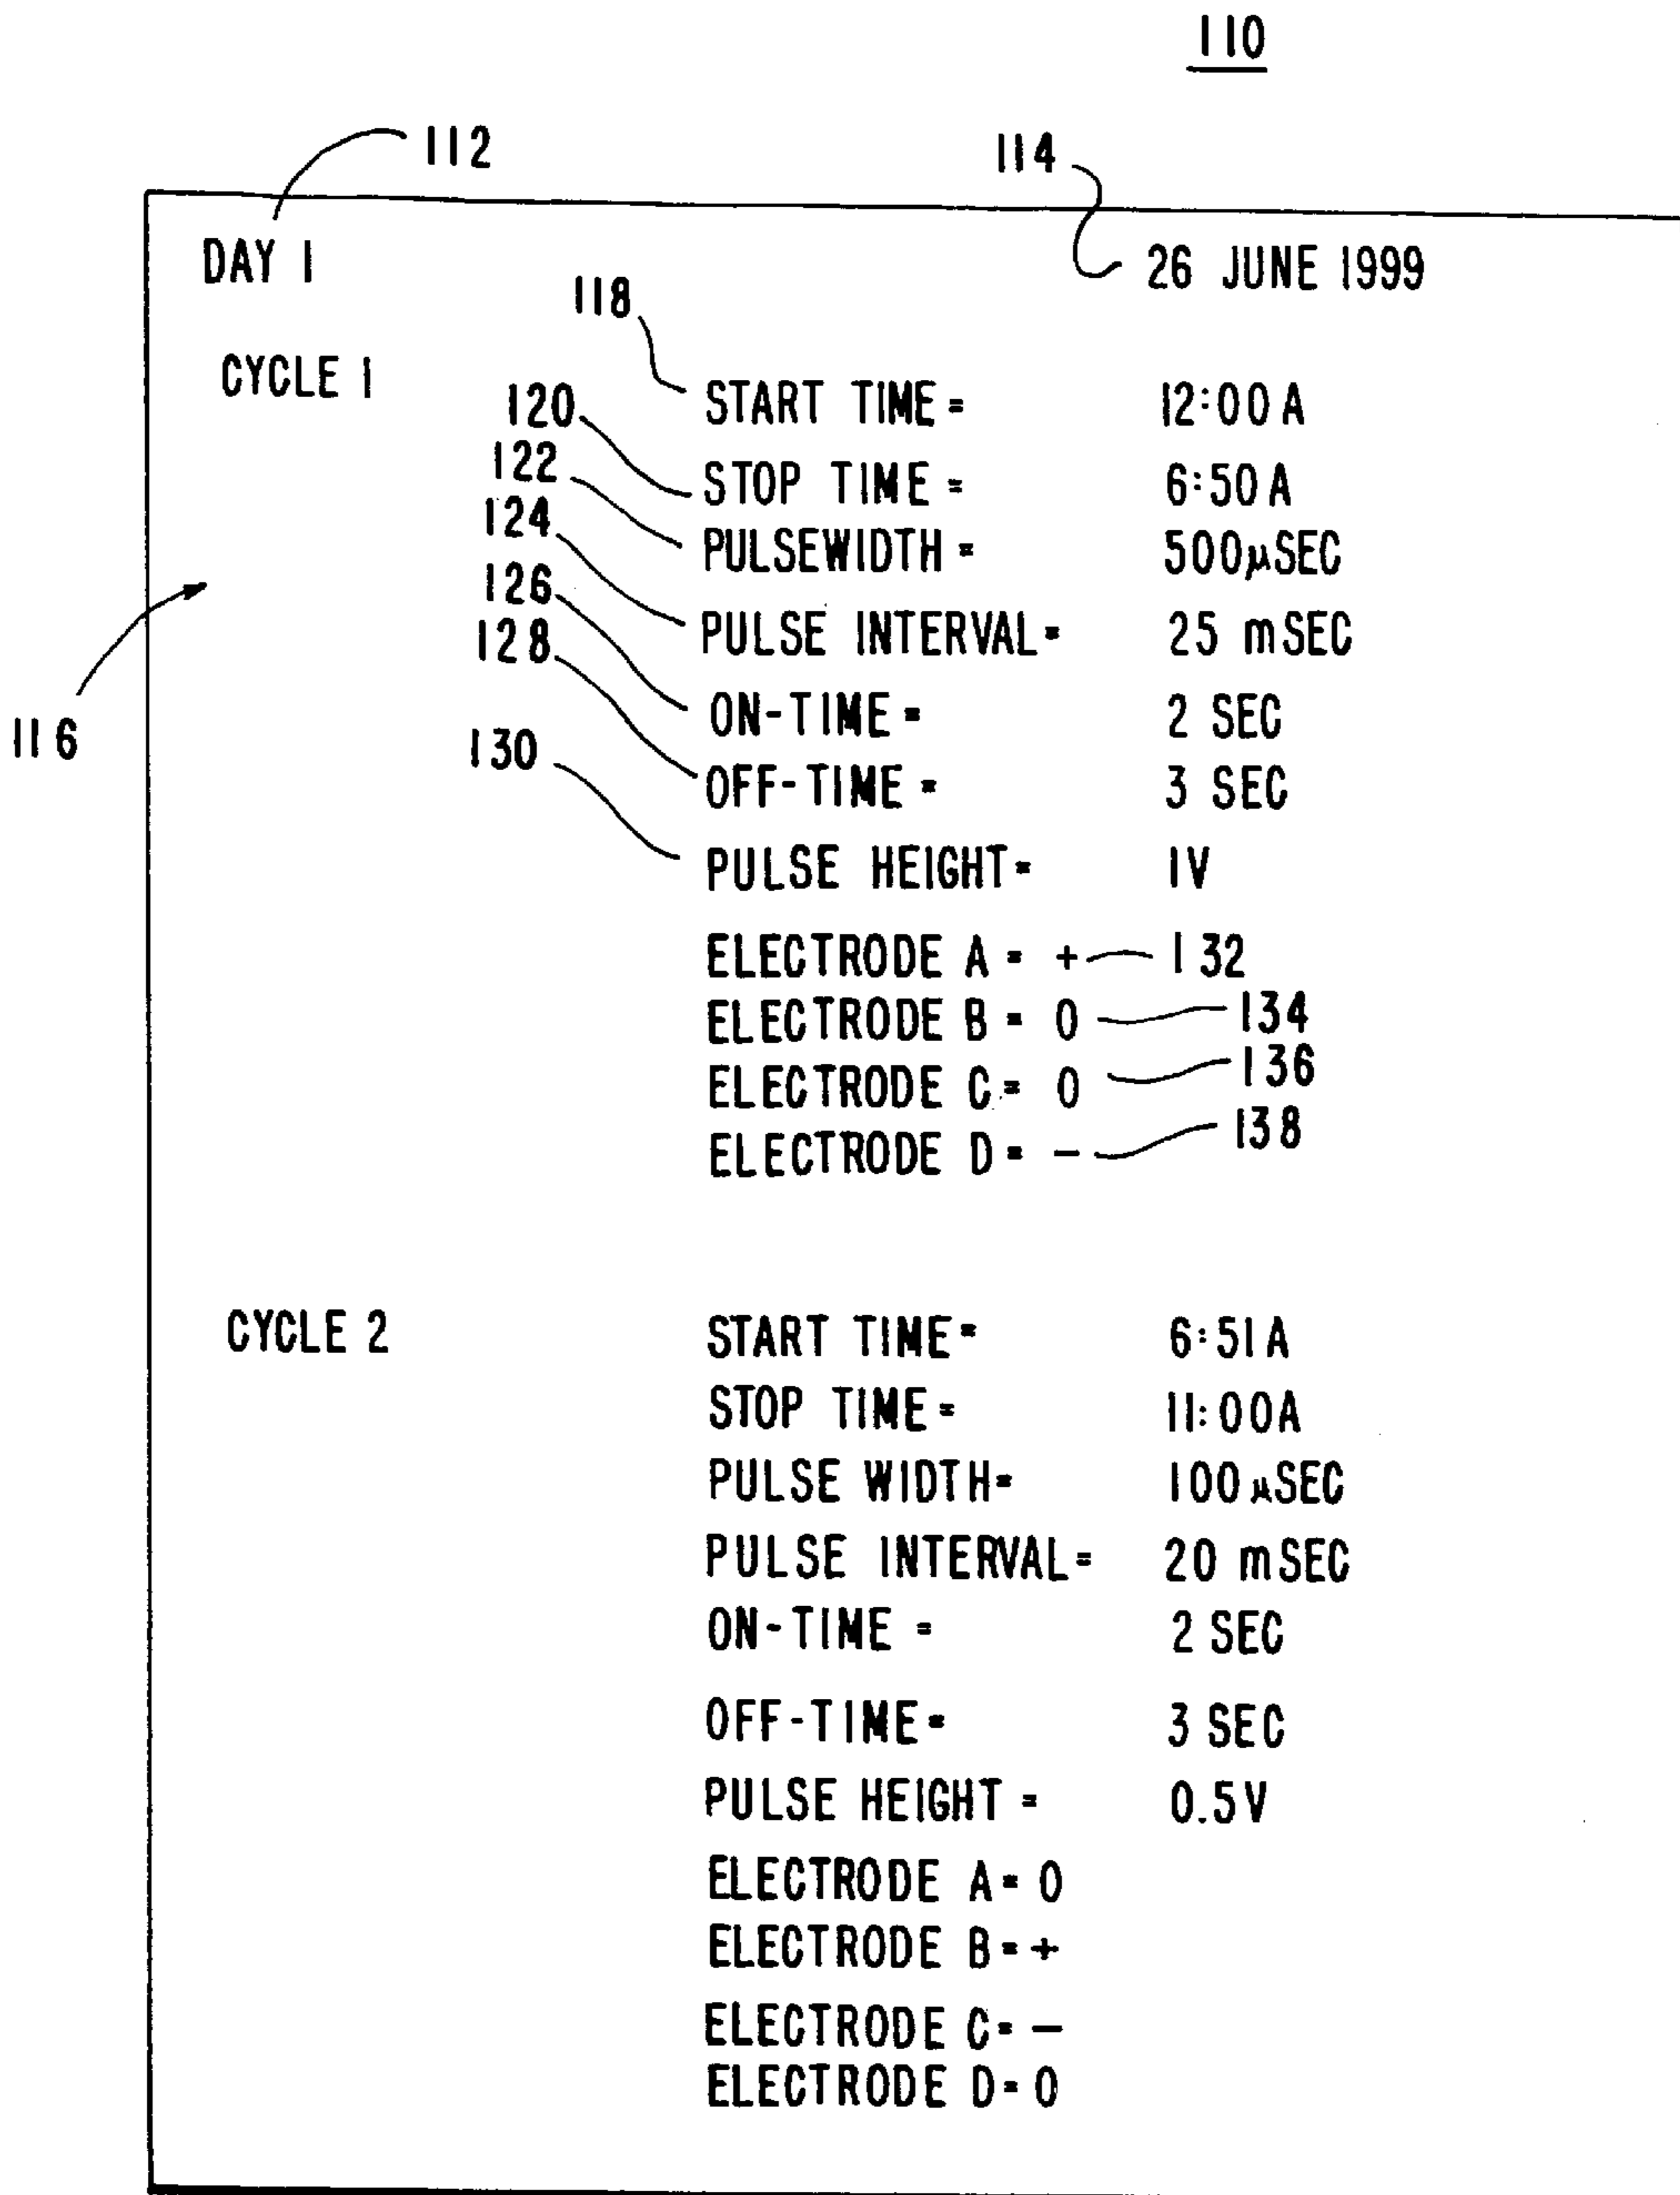 110
112
114
DAY 1 26 JUNE 1999
118
CYCLE 1 START TIME= 12:00 A
120
STOP TIME= 6:50 A
122
PULSEWIDTH= 500µSEC
124
PULSE INTERVAL= 25 mSEC
126
ON-TIME= 2 SEC
128
OFF-TIME= 3 SEC
116
130
PULSE HEIGHT= 1V
ELECTRODE A= + 132
ELECTRODE B= 0 134
ELECTRODE C= 0 136
ELECTRODE D= – 138
CYCLE 2 START TIME= 6:51A
STOP TIME= 11:00A
PULSE WIDTH= 100µSEC
PULSE INTERVAL= 20 mSEC
ON-TIME= 2 SEC
OFF-TIME= 3 SEC
PULSE HEIGHT= 0.5V
ELECTRODE A=0
ELECTRODE B=+
ELECTRODE C=–
ELECTRODE D=0